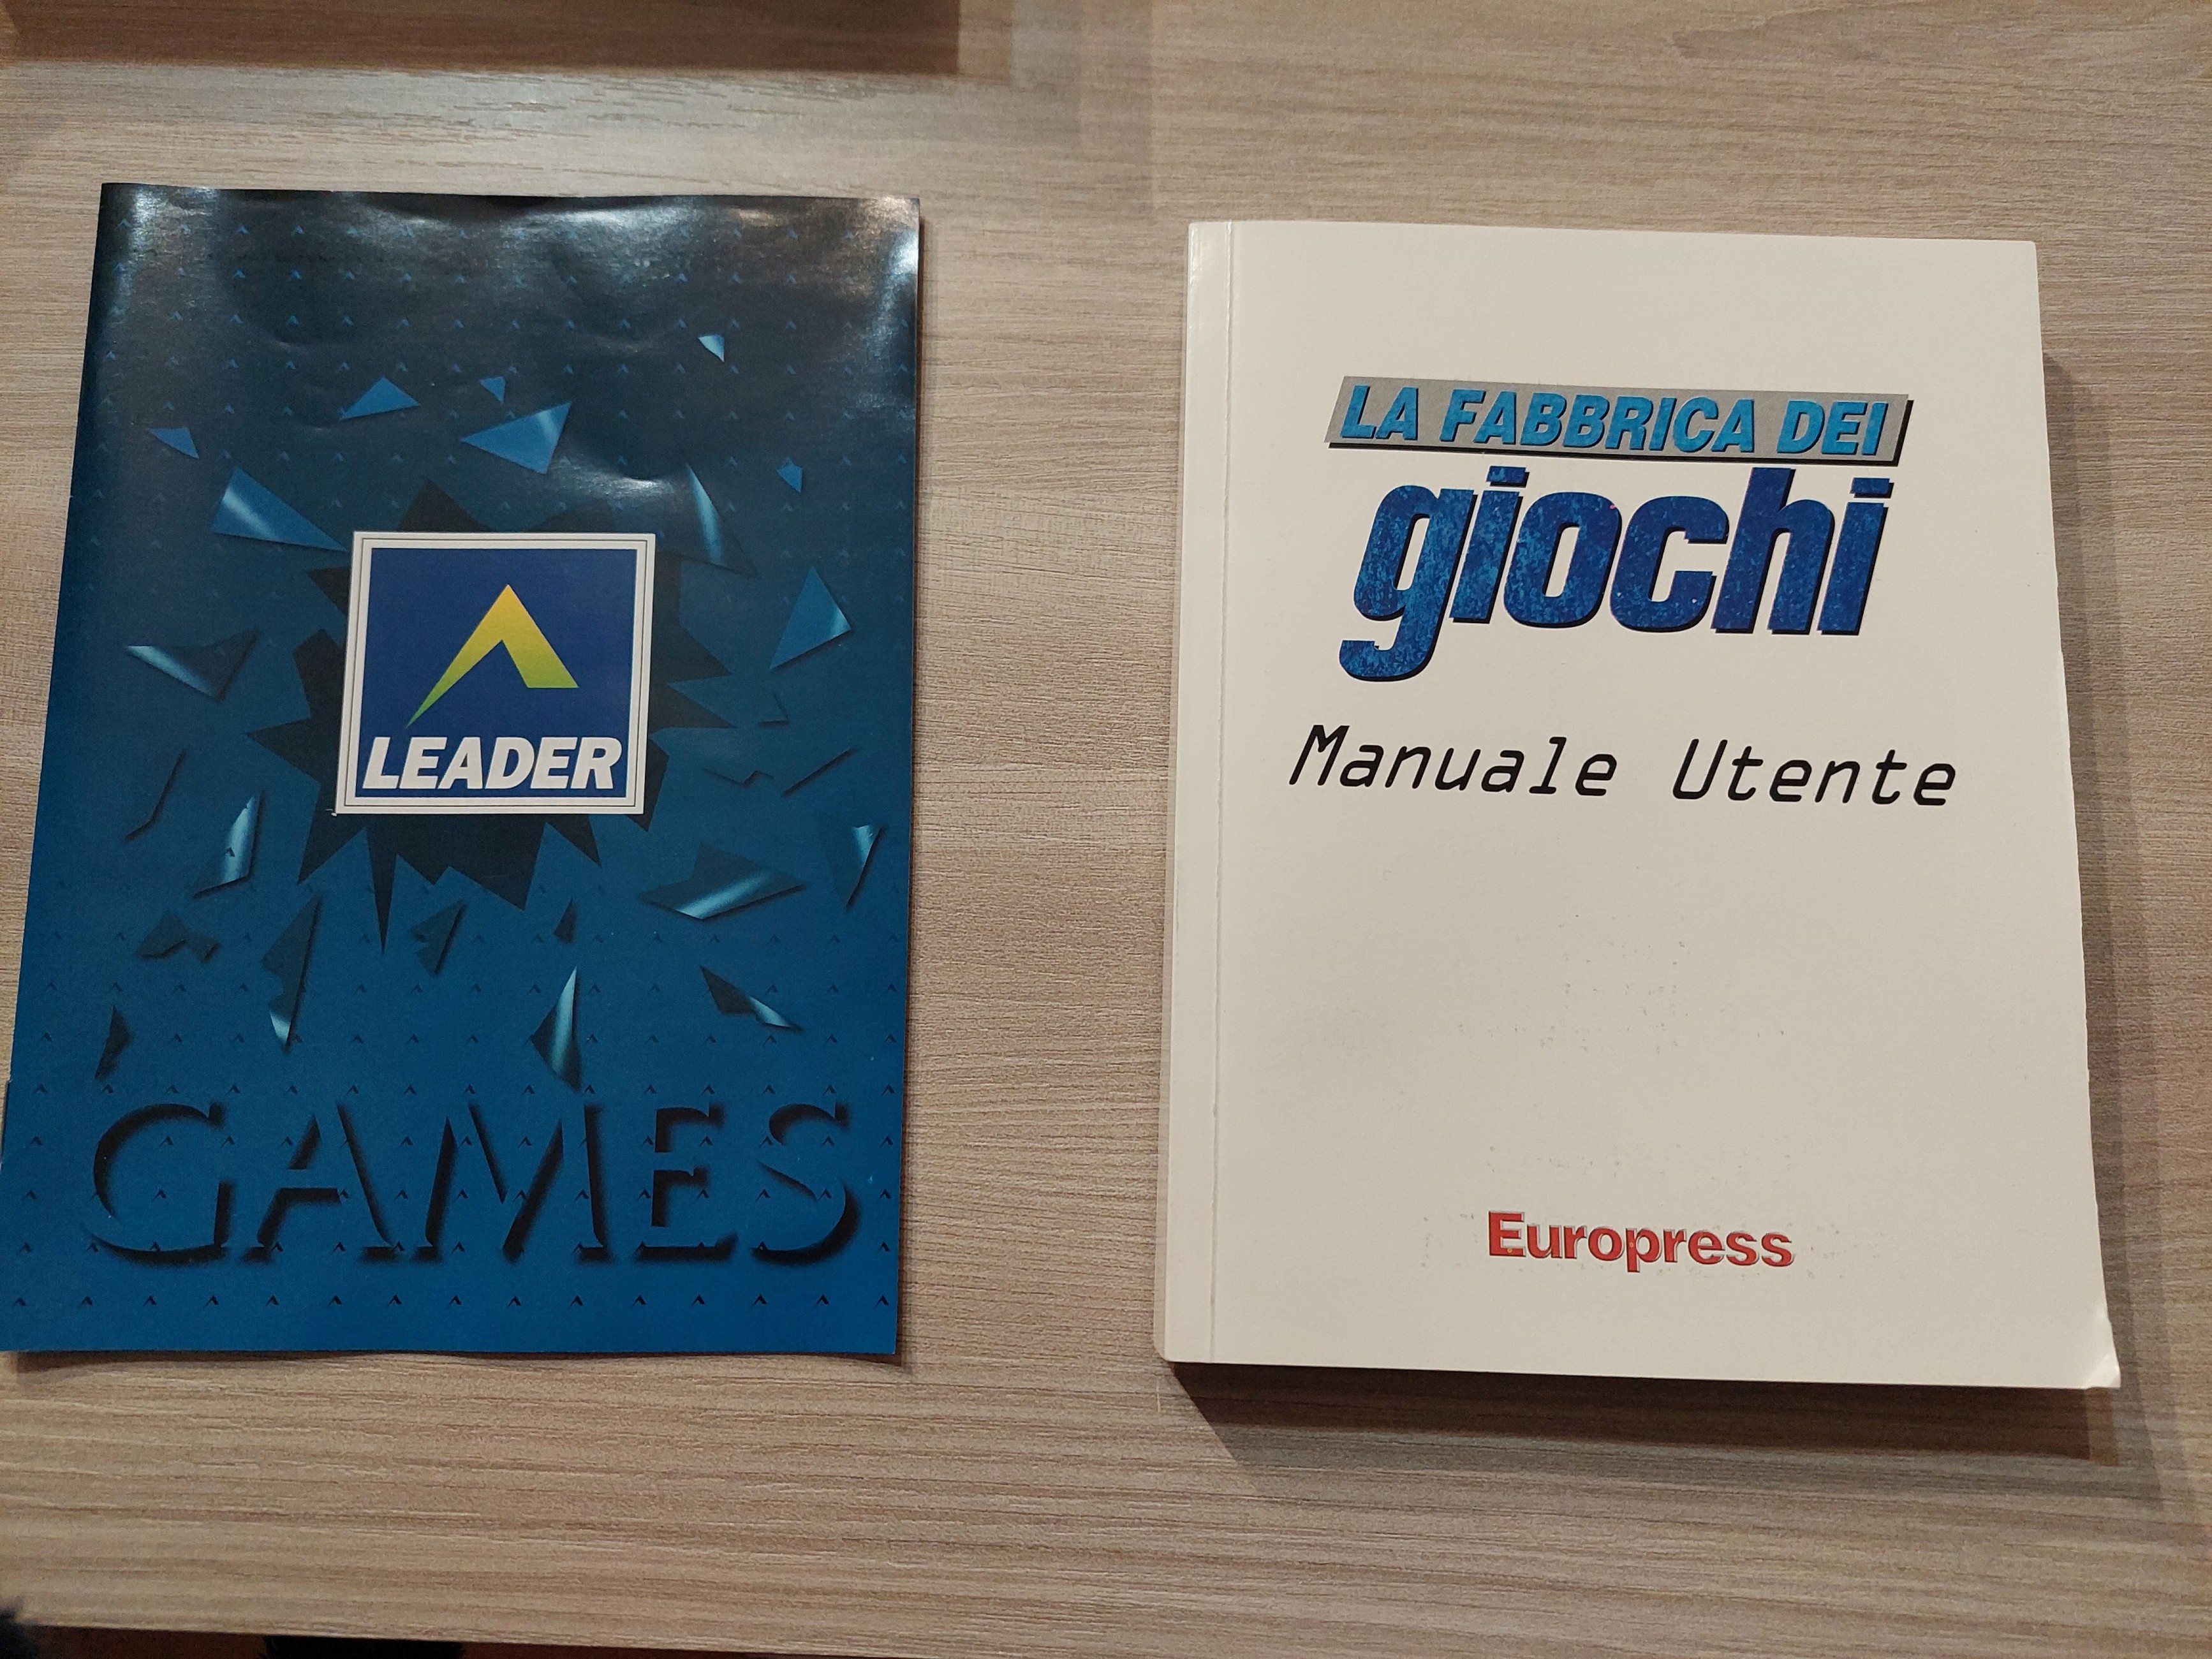 LEADER
GAMES
LA FABBRICA DEI
giochi
Manuale Utente
Europress